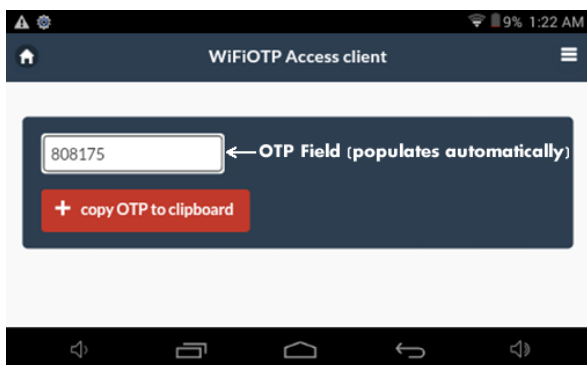 9% 1:22 AM
WiFiOTP Access client
808175
OTP Field (populates automatically)
+ copy OTP to clipboard